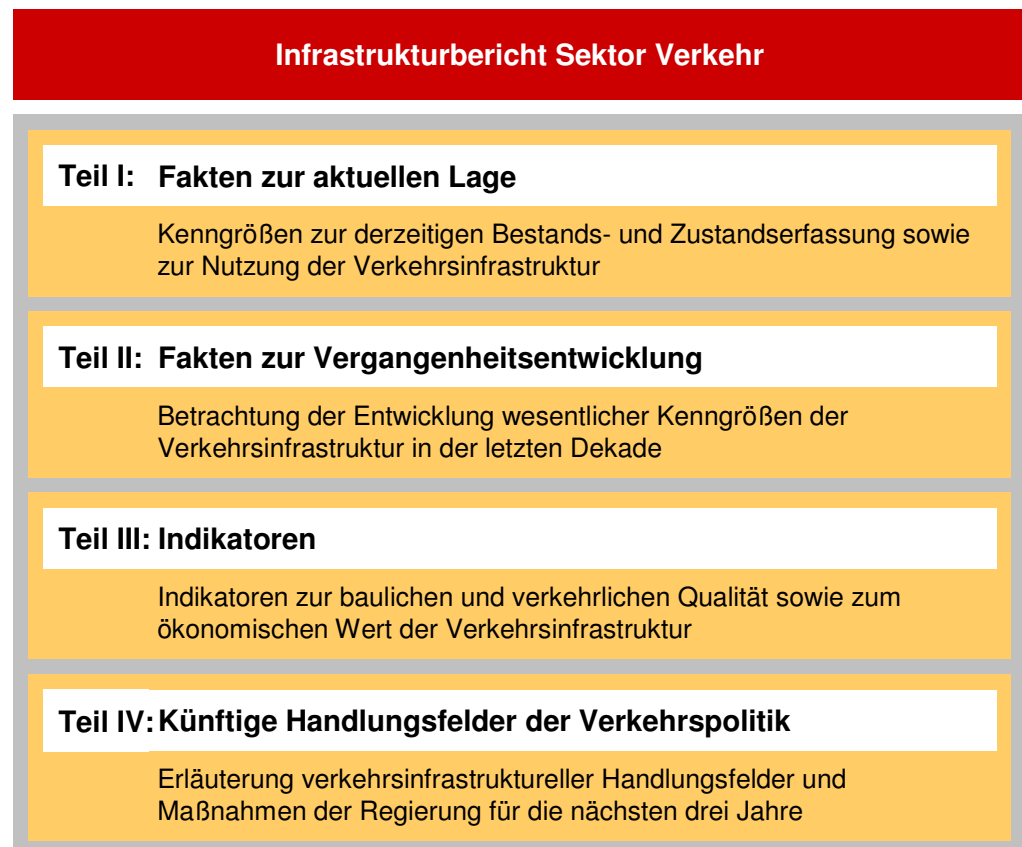 Infrastrukturbericht Sektor Verkehr
Teil I: Fakten zur aktuellen Lage
Kenngrößen zur derzeitigen Bestands- und Zustandserfassung sowie
zur Nutzung der Verkehrsinfrastruktur
Teil II: Fakten zur Vergangenheitsentwicklung
Betrachtung der Entwicklung wesentlicher Kenngrößen der
Verkehrsinfrastruktur in der letzten Dekade
Teil III: Indikatoren
Indikatoren zur baulichen und verkehrlichen Qualität sowie zum
ökonomischen Wert der Verkehrsinfrastruktur
Teil IV: Künftige Handlungsfelder der Verkehrspolitik
Erläuterung verkehrsinfrastruktureller Handlungsfelder und
Maßnahmen der Regierung für die nächsten drei Jahre